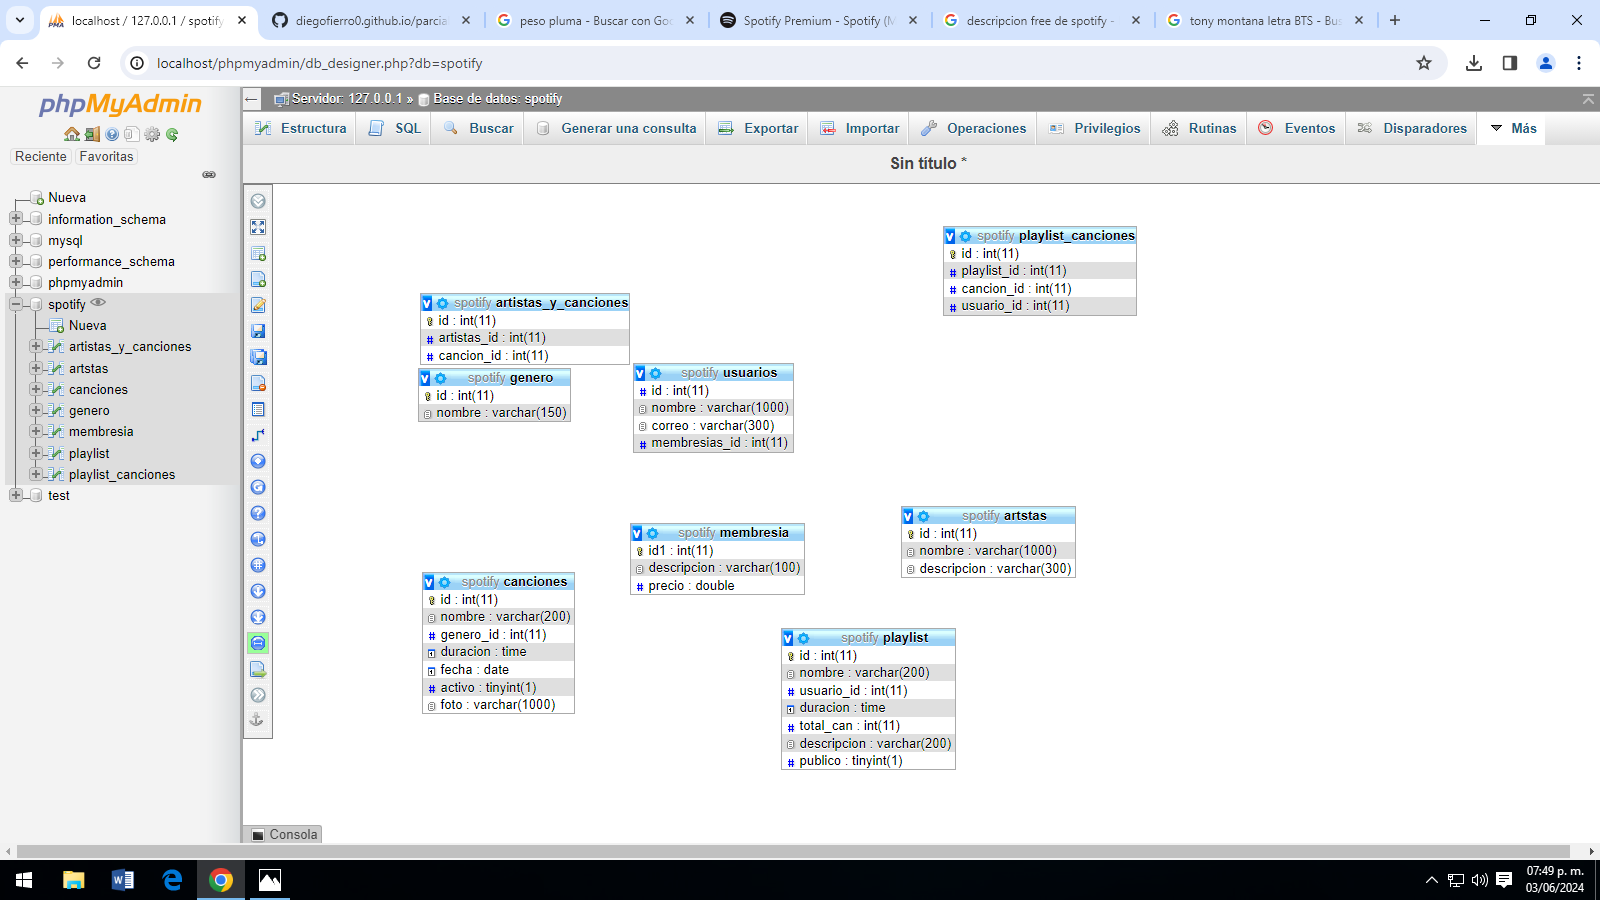 localhost / 127.0.0.1 / spotify
diegofierro0.github.io/parcial
peso pluma - Buscar con Goo
Spotify Premium - Spotify (M
descripcion free de spotify -
tony montana letra BTS - Bus
localhost/phpmyadmin/db_designer.php?db=spotify
phpMyAdmin
Reciente
Favoritas
Nueva
information_schema
mysql
performance_schema
phpmyadmin
spotify
Nueva
artistas_y_canciones
artstas
canciones
genero
membresia
playlist
playlist_canciones
test
Servidor: 127.0.0.1 » Base de datos: spotify
Estructura
SQL
Buscar
Generar una consulta
Exportar
Importar
Operaciones
Privilegios
Rutinas
Eventos
Disparadores
Más
Sin título *
spotify playlist_canciones
id : int(11)
playlist_id : int(11)
cancion_id : int(11)
usuario_id : int(11)
spotify artistas_y_canciones
id : int(11)
artistas_id : int(11)
cancion_id : int(11)
spotify genero
id : int(11)
nombre : varchar(150)
spotify usuarios
id : int(11)
nombre : varchar(1000)
correo : varchar(300)
membresias_id : int(11)
spotify membresia
id1 : int(11)
descripcion : varchar(100)
precio : double
spotify artstas
id : int(11)
nombre : varchar(1000)
descripcion : varchar(300)
spotify canciones
id : int(11)
nombre : varchar(200)
genero_id : int(11)
duracion : time
fecha : date
activo : tinyint(1)
foto : varchar(1000)
spotify playlist
id : int(11)
nombre : varchar(200)
usuario_id : int(11)
duracion : time
total_can : int(11)
descripcion : varchar(200)
publico : tinyint(1)
Consola
07:49 p. m.
03/06/2024